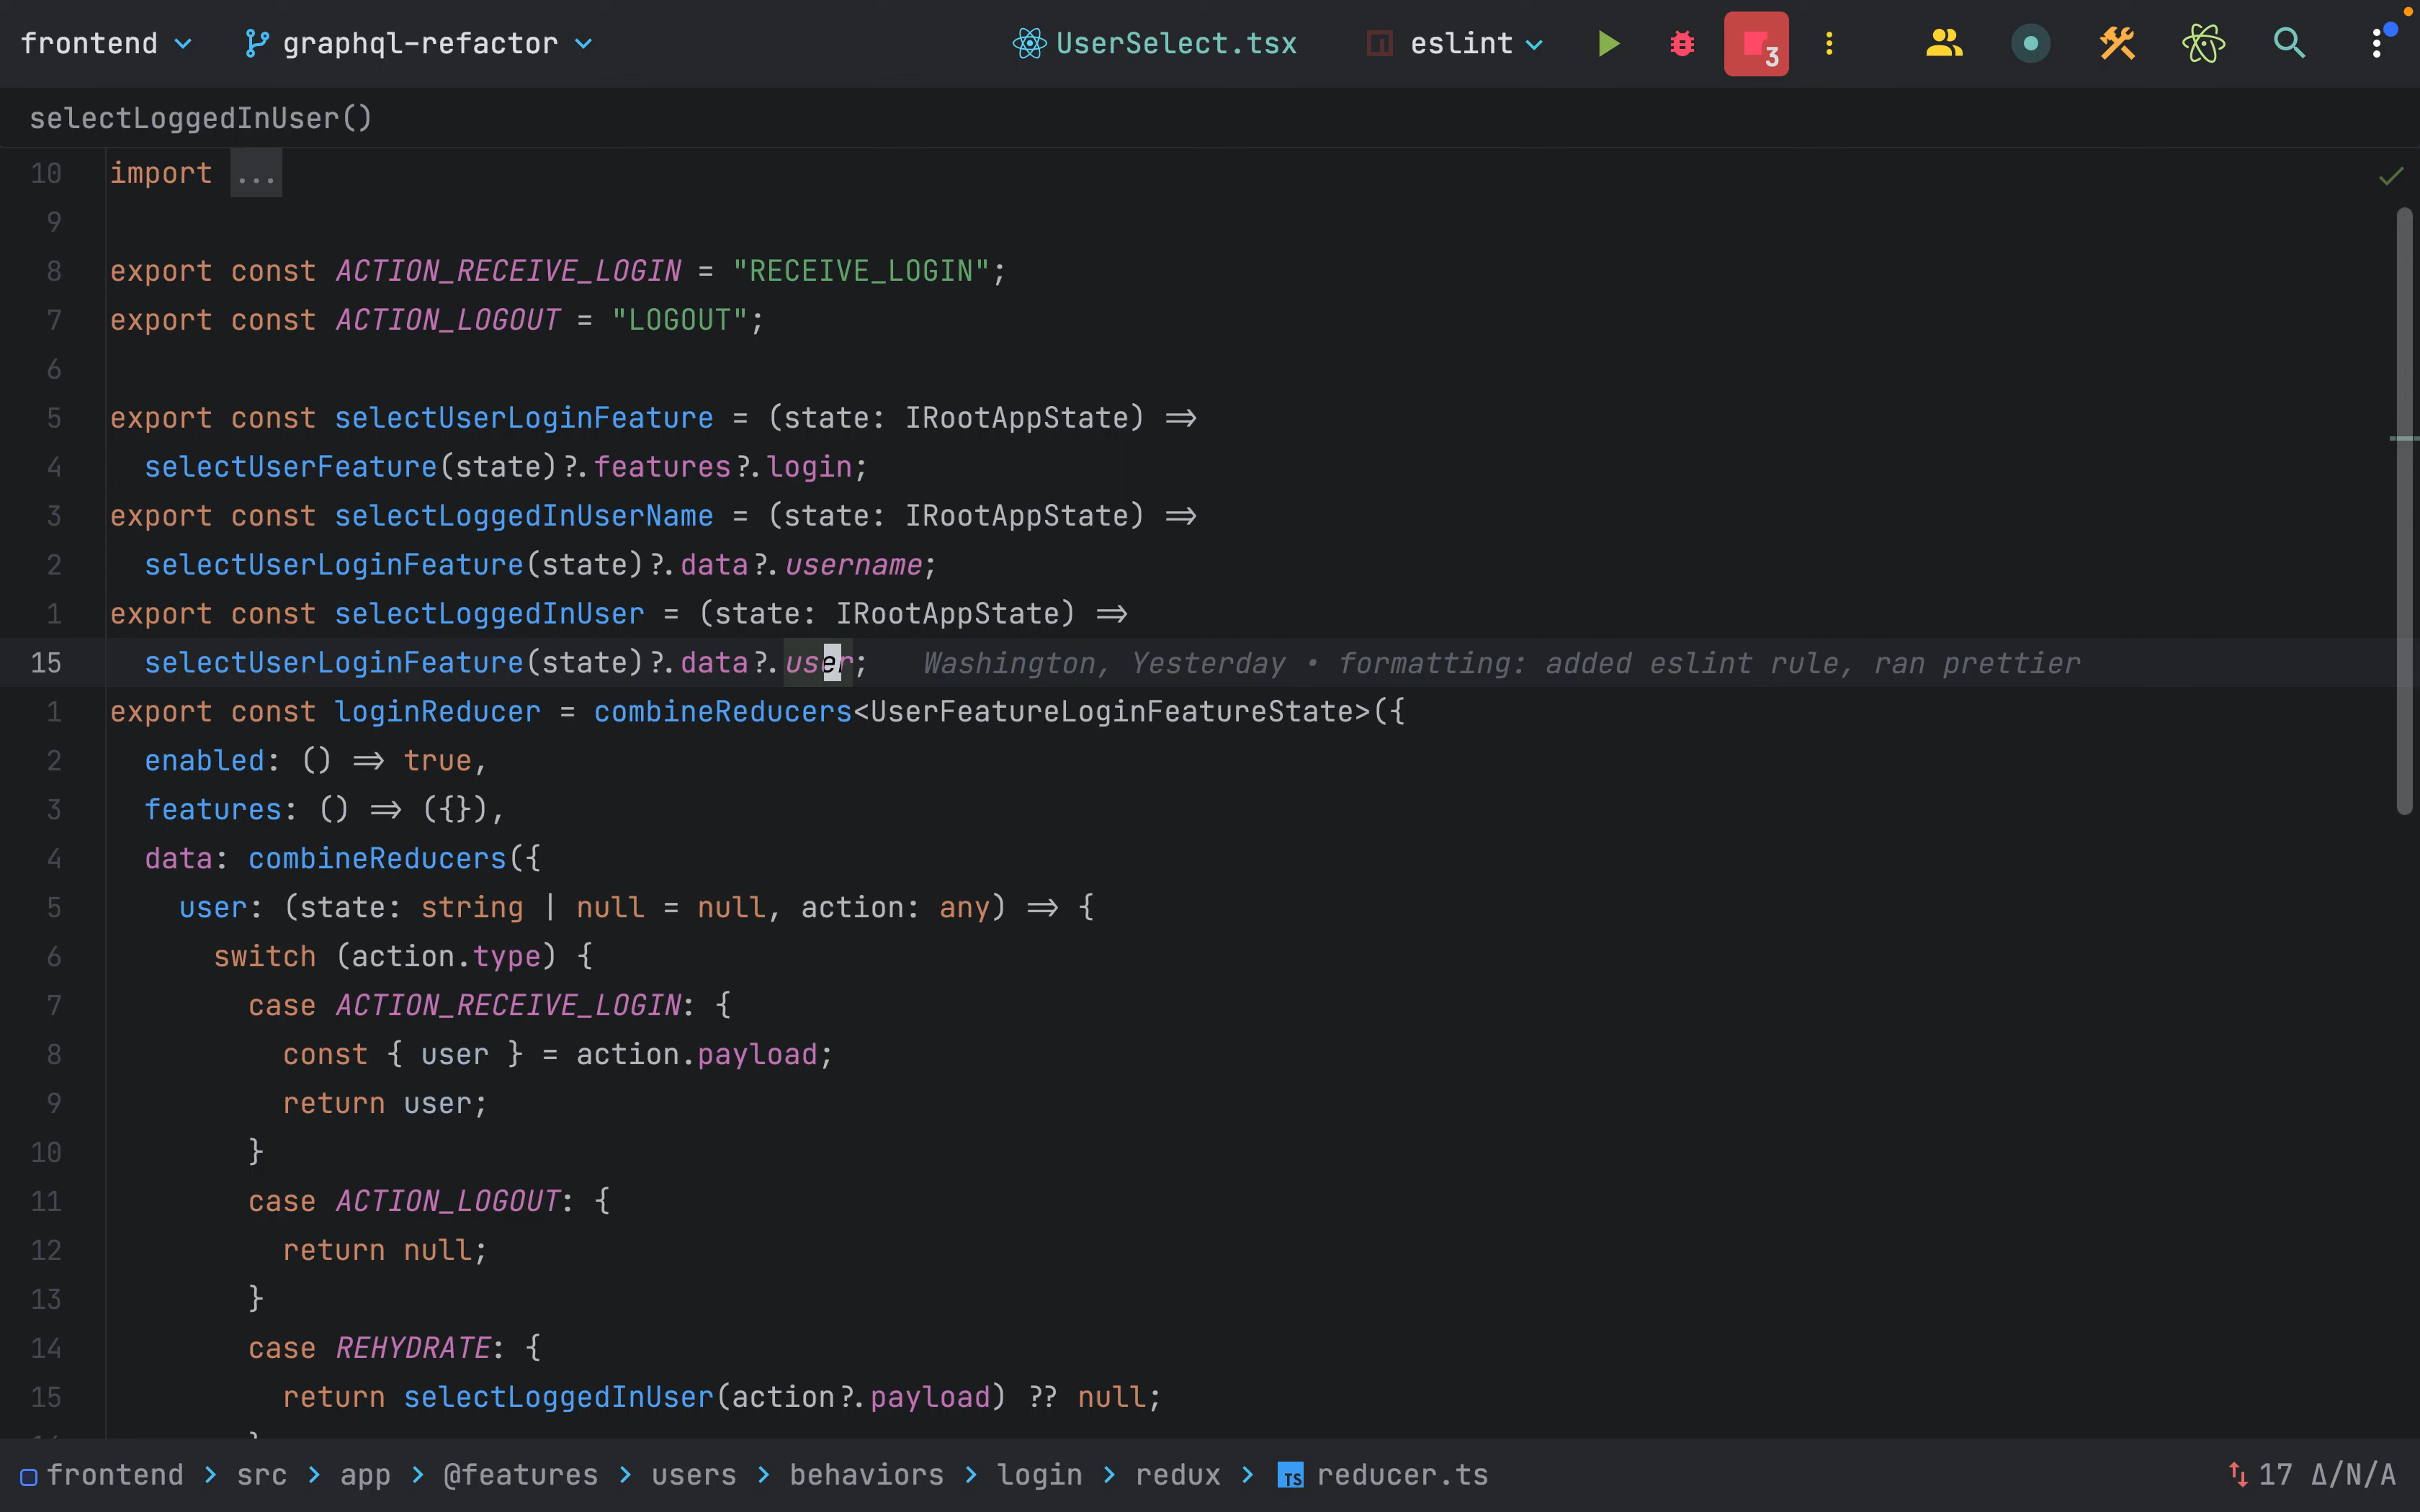 frontend graphql-refactor UserSelect.tsx eslint 3
selectLoggedInUser()
10 import ...
9
8 export const ACTION_RECEIVE_LOGIN = "RECEIVE_LOGIN";
7 export const ACTION_LOGOUT = "LOGOUT";
6
5 export const selectUserLoginFeature = (state: IRootAppState) =>
4 selectUserFeature(state)?.features?.login;
3 export const selectLoggedInUserName = (state: IRootAppState) =>
2 selectUserLoginFeature(state)?.data?.username;
1 export const selectLoggedInUser = (state: IRootAppState) =>
15 selectUserLoginFeature(state)?.data?.user; Washington, Yesterday • formatting: added eslint rule, ran prettier
1 export const loginReducer = combineReducers<UserFeatureLoginFeatureState>({
2 enabled: () => true,
3 features: () => ({}),
4 data: combineReducers({
5 user: (state: string | null = null, action: any) => {
6 switch (action.type) {
7 case ACTION_RECEIVE_LOGIN: {
8 const { user } = action.payload;
9 return user;
10 }
11 case ACTION_LOGOUT: {
12 return null;
13 }
14 case REHYDRATE: {
15 return selectLoggedInUser(action?.payload) ?? null;
frontend > src > app > @features > users > behaviors > login > redux > TS reducer.ts 17 Δ/N/A